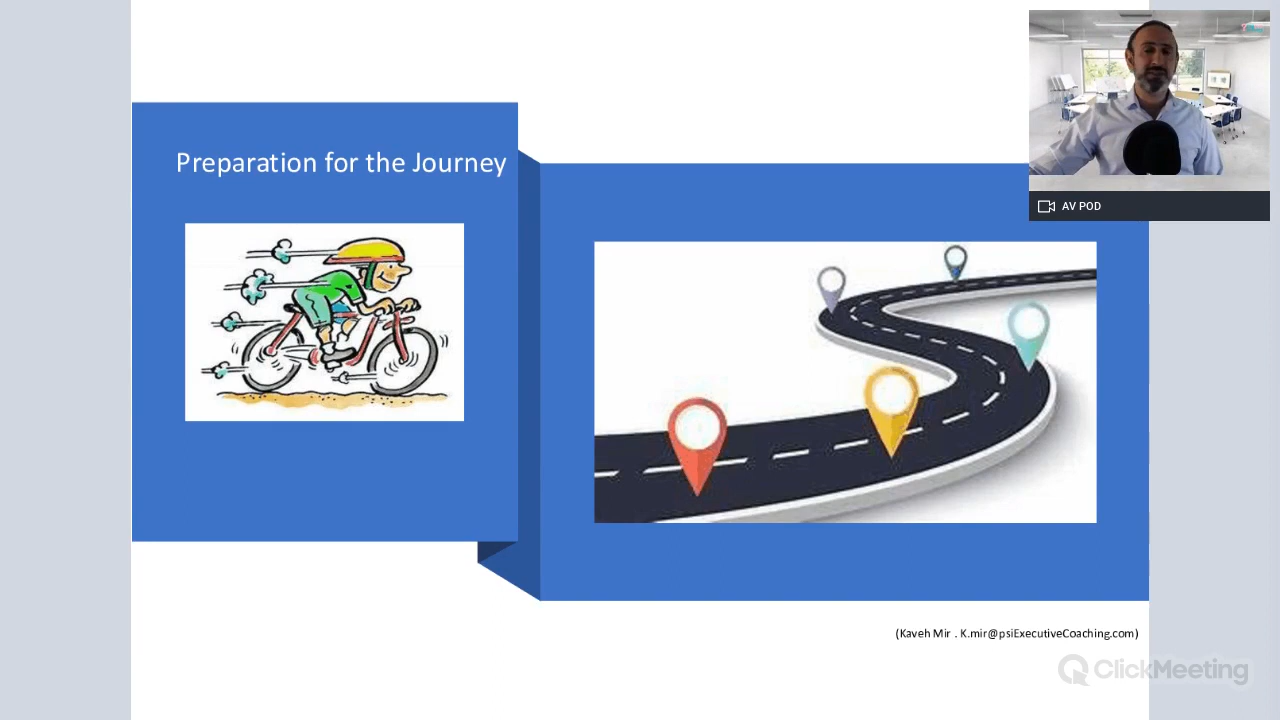 Preparation for the Journey
AV POD
(Kaveh Mir . K.mir@psiExecutiveCoaching.com)
ClickMeeting